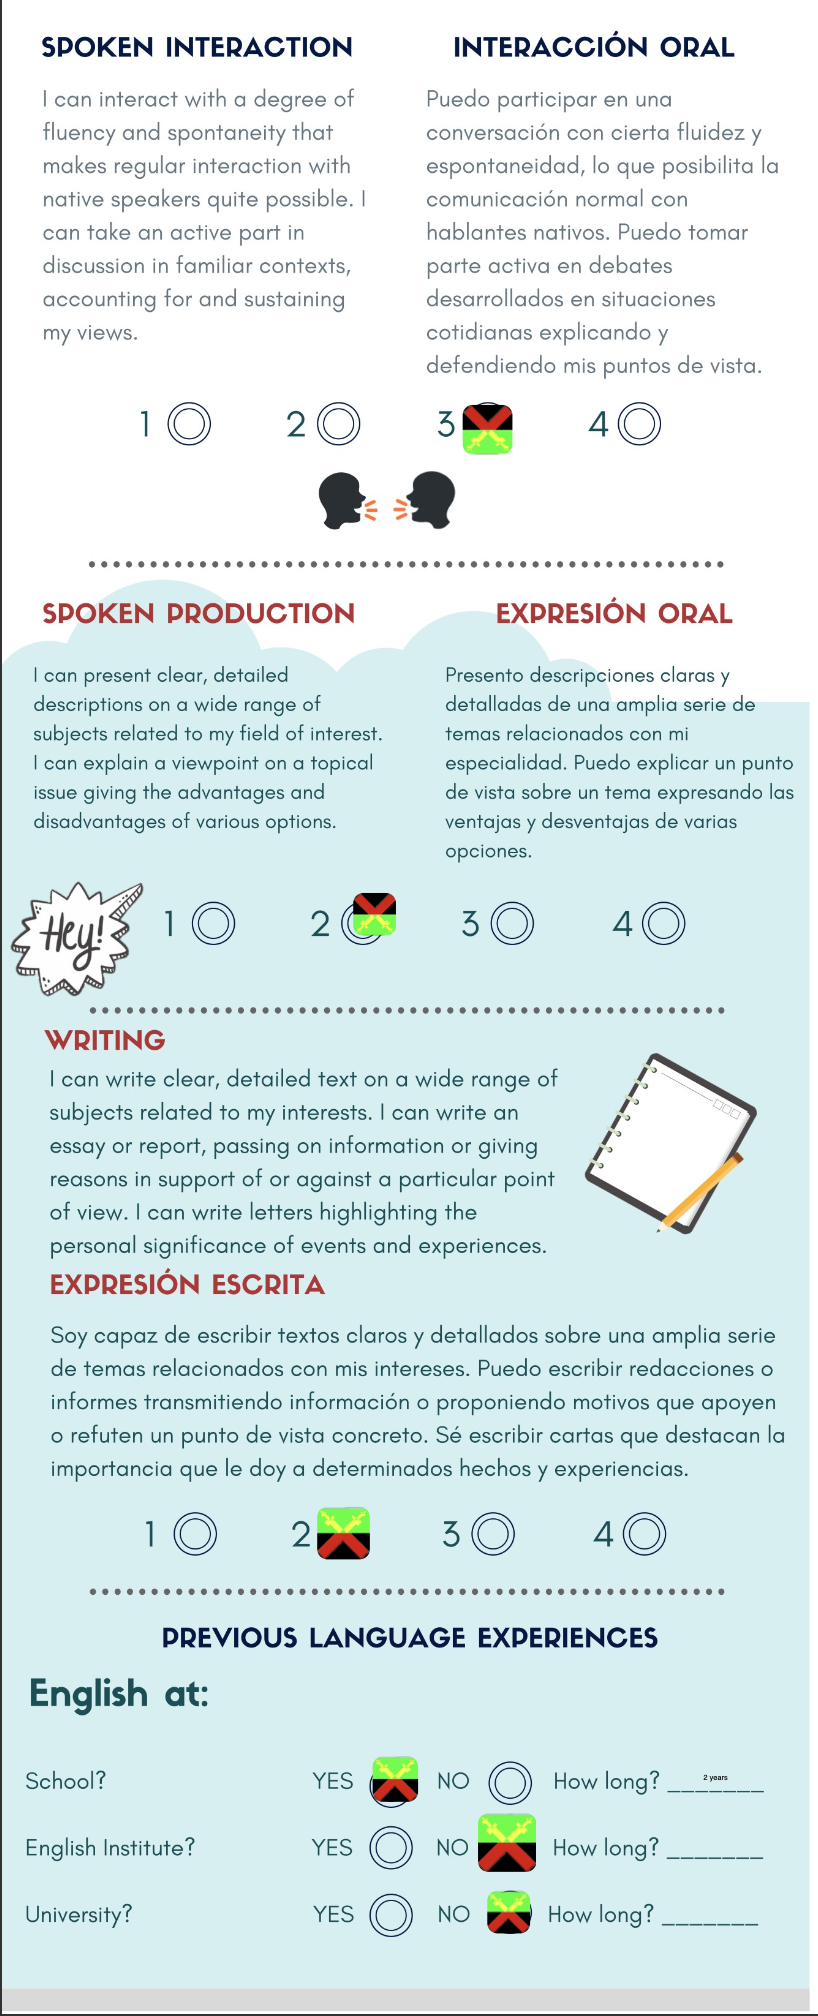 SPOKEN INTERACTION
I can interact with a degree of
fluency and spontaneity that
makes regular interaction with
native speakers quite possible. I
can take an active part in
discussion in familiar contexts,
accounting for and sustaining
my views.
INTERACCIÓN ORAL
Puedo participar en una
conversación con cierta fluidez y
espontaneidad, lo que posibilita la
comunicación normal con
hablantes nativos. Puedo tomar
parte activa en debates
desarrollados en situaciones
cotidianas explicando y
defendiendo mis puntos de vista.
1 2 3 4
SPOKEN PRODUCTION
I can present clear, detailed
descriptions on a wide range of
subjects related to my field of interest.
I can explain a viewpoint on a topical
issue giving the advantages and
disadvantages of various options.
EXPRESIÓN ORAL
Presento descripciones claras y
detalladas de una amplia serie de
temas relacionados con mi
especialidad. Puedo explicar un punto
de vista sobre un tema expresando las
ventajas y desventajas de varias
opciones.
Hey!
1 2 3 4
WRITING
I can write clear, detailed text on a wide range of
subjects related to my interests. I can write an
essay or report, passing on information or giving
reasons in support of or against a particular point
of view. I can write letters highlighting the
personal significance of events and experiences.
EXPRESIÓN ESCRITA
Soy capaz de escribir textos claros y detallados sobre una amplia serie
de temas relacionados con mis intereses. Puedo escribir redacciones o
informes transmitiendo información o proponiendo motivos que apoyen
o refuten un punto de vista concreto. Sé escribir cartas que destacan la
importancia que le doy a determinados hechos y experiencias.
1 2 3 4
PREVIOUS LANGUAGE EXPERIENCES
English at:
School? YES NO How long? 2 years
English Institute? YES NO How long? _______
University? YES NO How long? _______